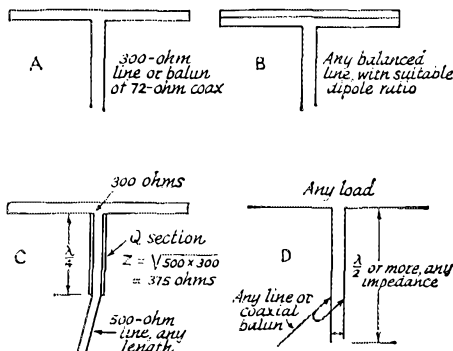 A
300-ohm
line or balun
of 72-ohm coax
B
Any balanced
line, with suitable
dipole ratio
C
300 ohms
λ/4
Q section
Z = √500 x 300
= 375 ohms
500-ohm
line, any
length
D
Any load
λ/2 or more, any
impedance
Any line or
coaxial
balun